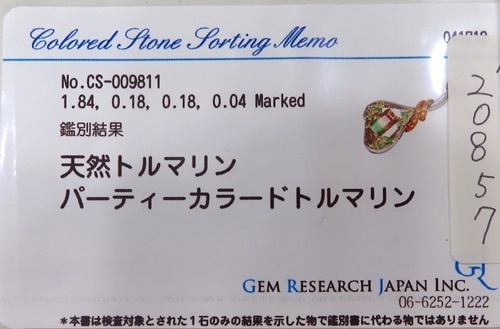 Colored Stone Sorting Memo
No.CS-009811
1.84, 0.18, 0.18, 0.04 Marked
鑑別結果
天然トルマリン
パーティーカラードトルマリン
20857
GEM RESEARCH JAPAN INC.
06-6252-1222
*本書は検査対象とされた1石のみの結果を示した物で鑑別書に代わる物ではありません